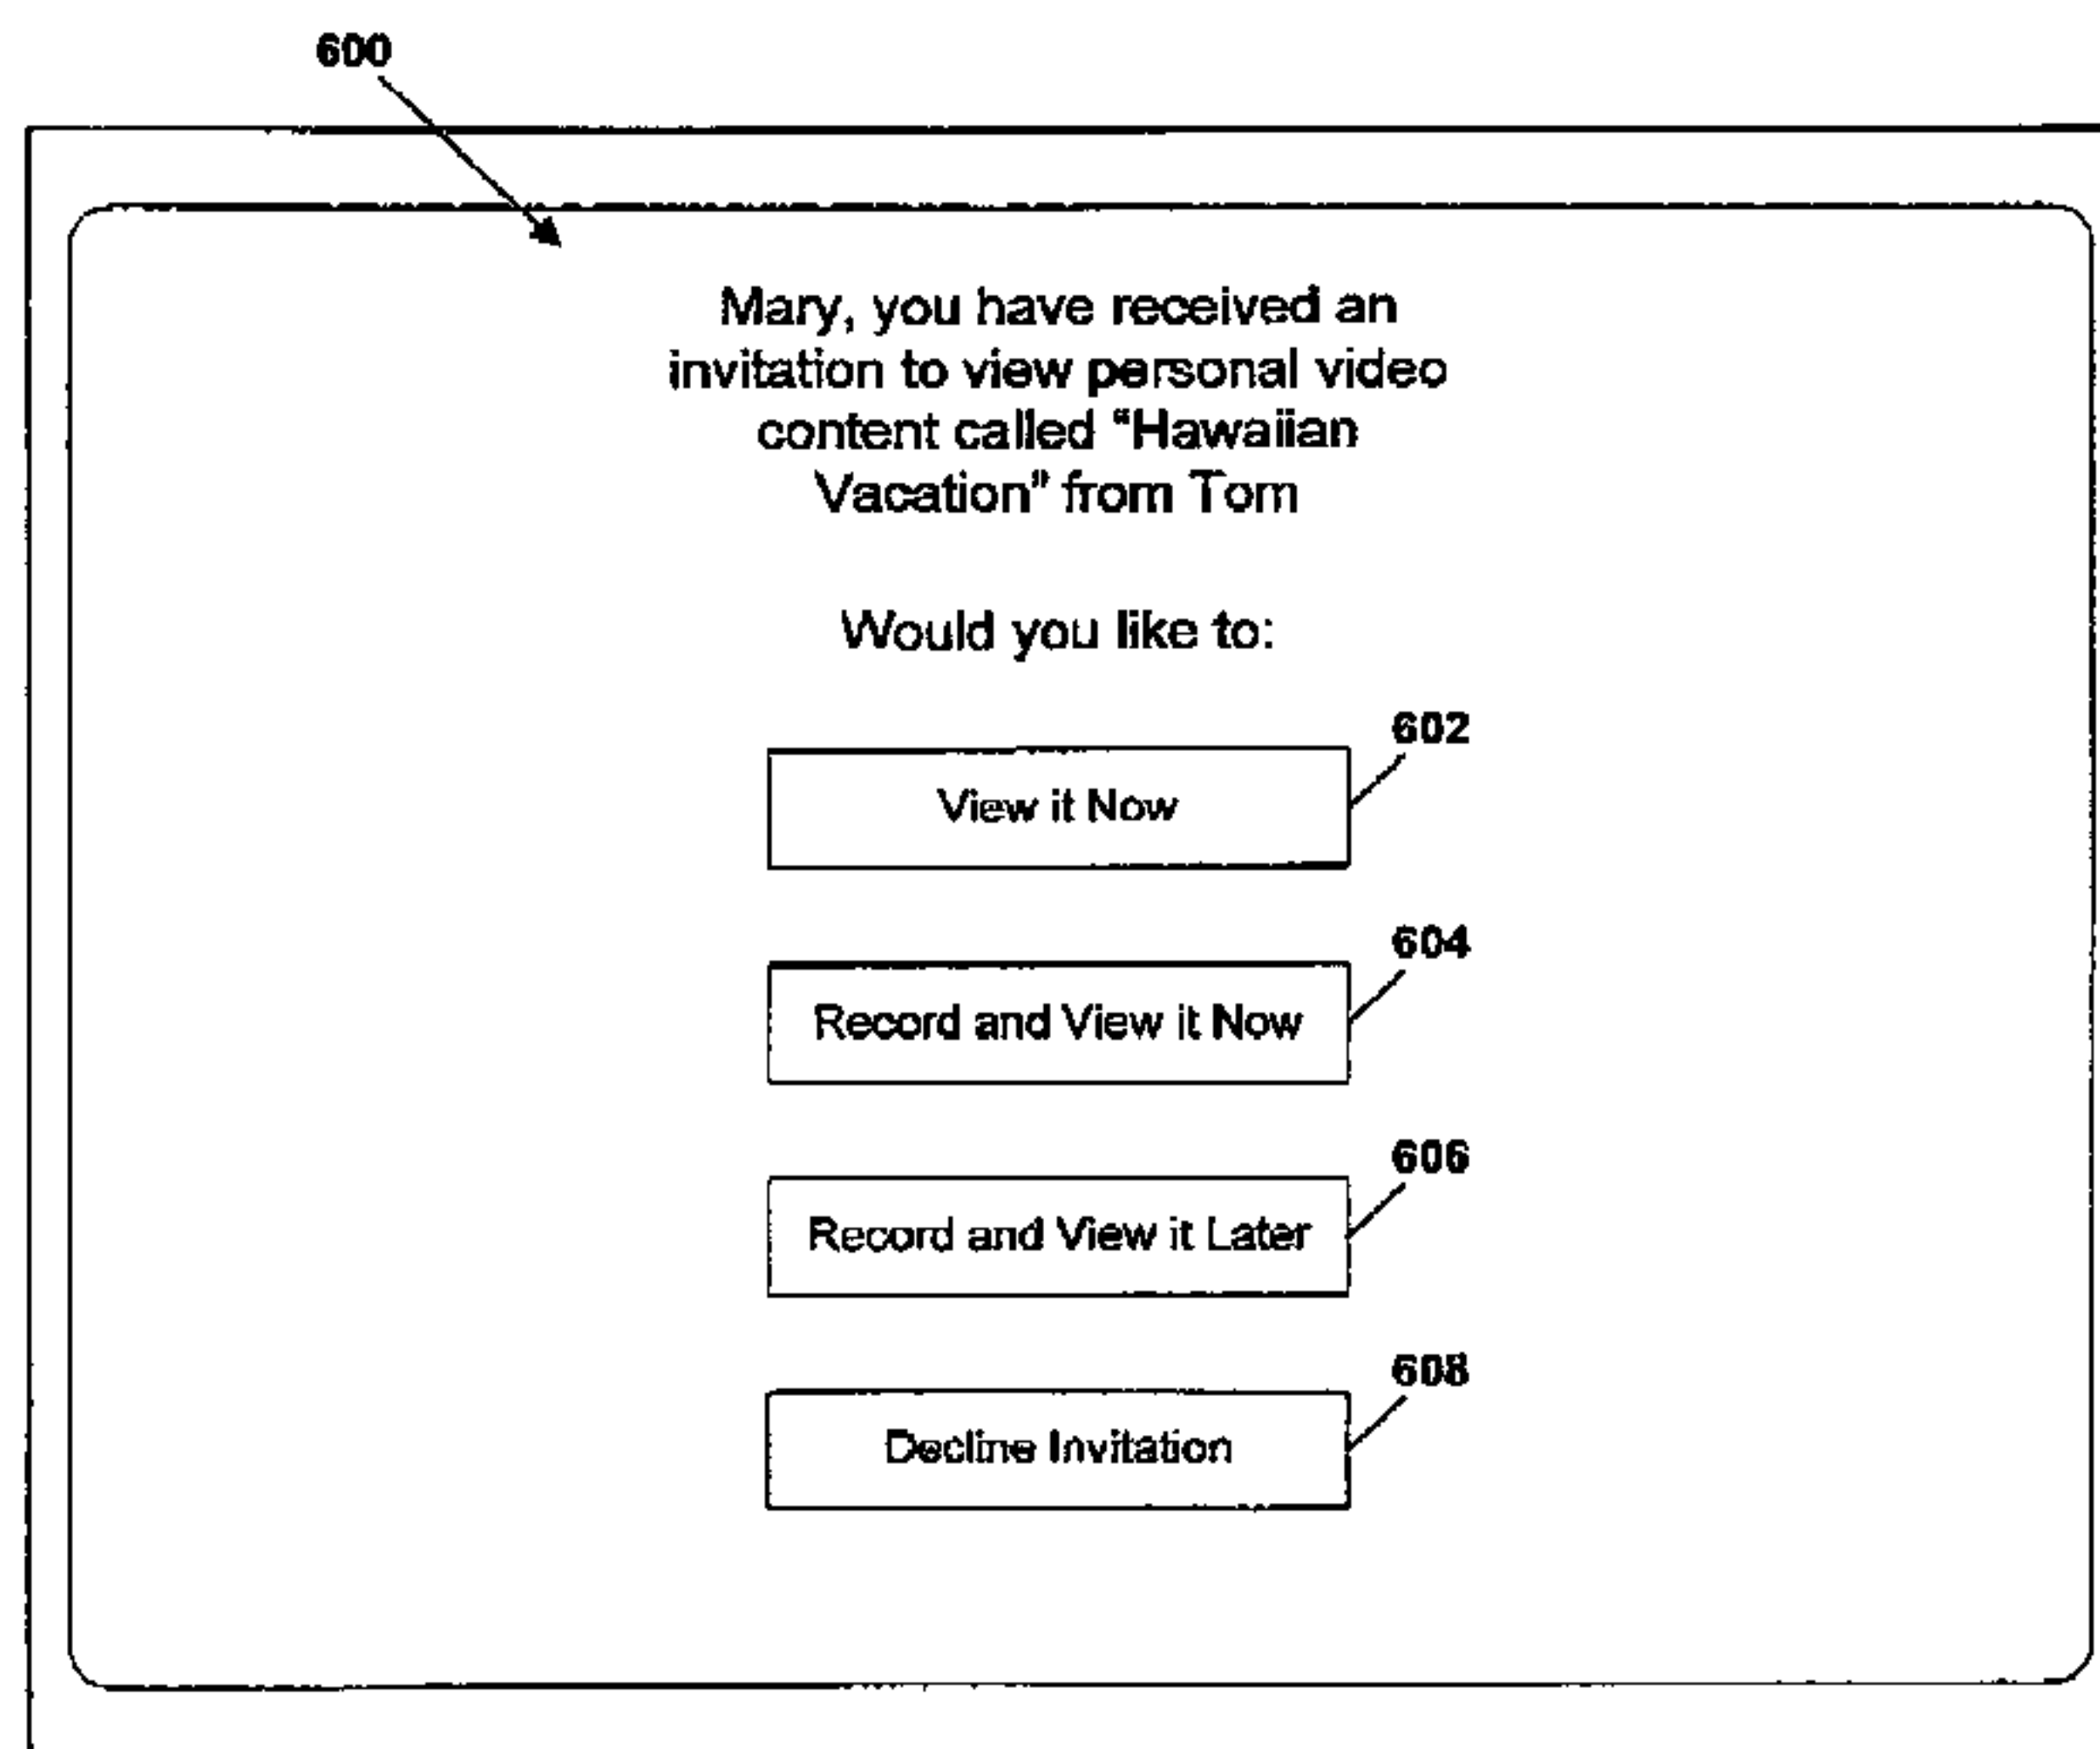 600
Mary, you have received an
invitation to view personal video
content called “Hawaiian
Vacation” from Tom
Would you like to:
602
View it Now
604
Record and View it Now
606
Record and View it Later
608
Decline Invitation